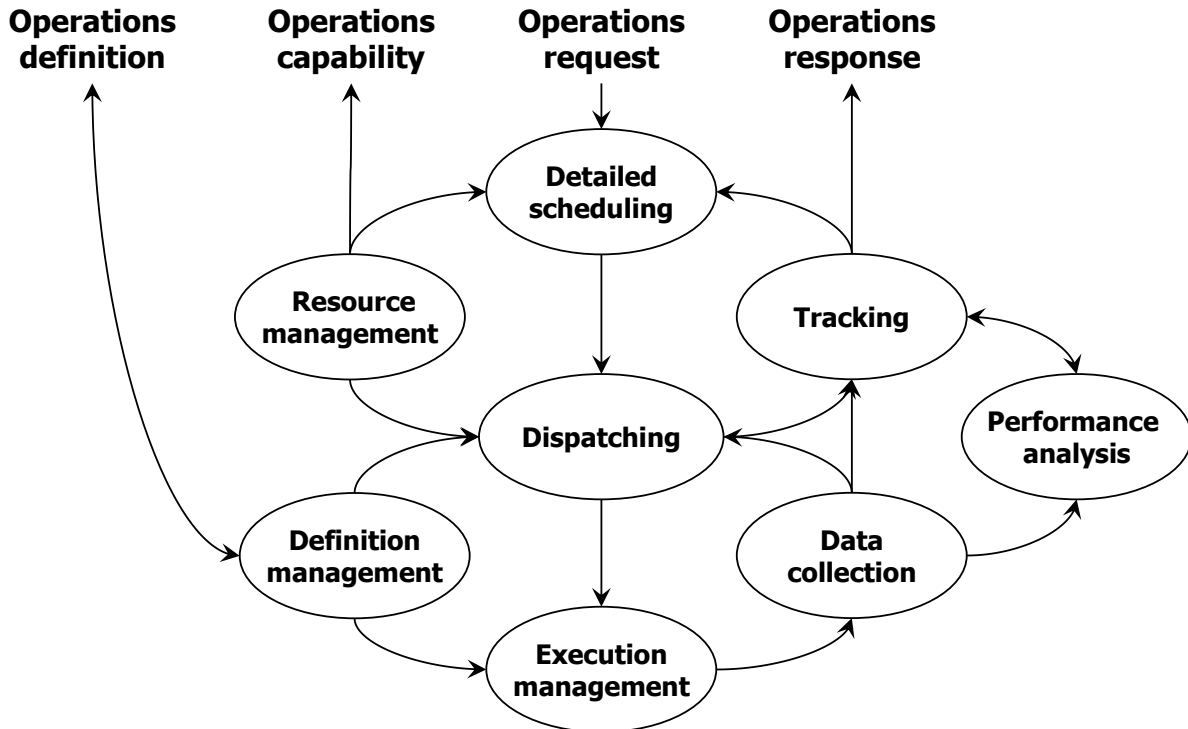 Operations
definition
Operations
capability
Operations
request
Operations
response
Detailed
scheduling
Resource
management
Tracking
Dispatching
Performance
analysis
Definition
management
Data
collection
Execution
management